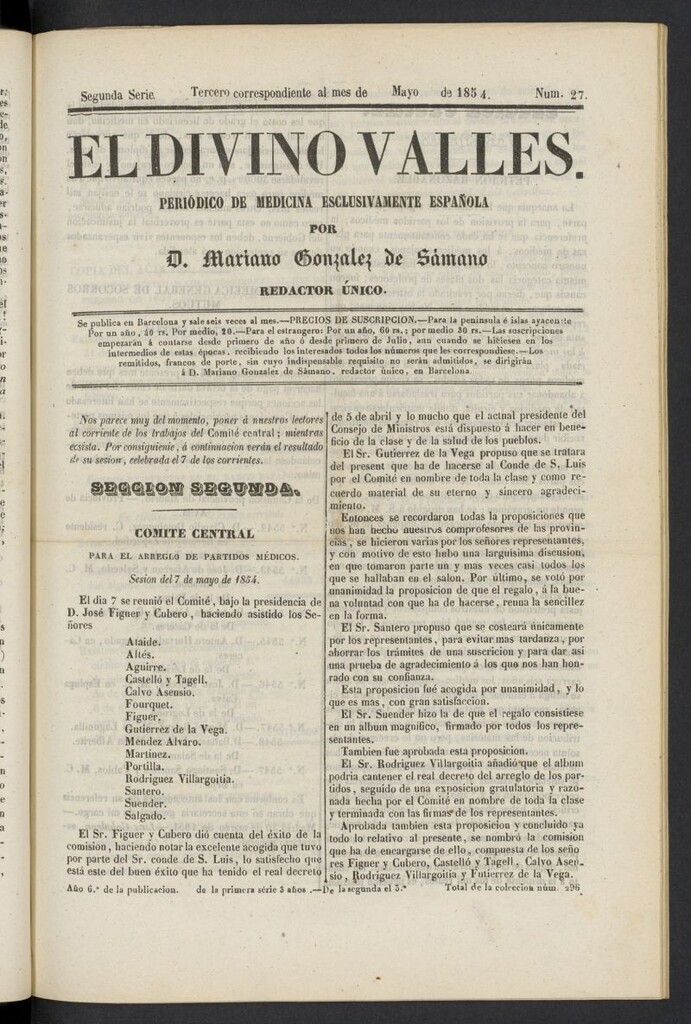 Segunda Serie. Tercero correspondiente al mes de Mayo de 1854. Num. 27.
EL DIVINO VALLES.
PERIÓDICO DE MEDICINA ESCLUSIVAMENTE ESPAÑOLA
POR
D. Mariano Gonzalez de Sámano
REDACTOR ÚNICO.
Se publica en Barcelona y sale seis veces al mes.—PRECIOS DE SUSCRIPCION.—Para la península é islas ayacente
Por un año, 40 rs. Por medio, 20.—Para el estrangero: Por un año, 60 rs.; por medio 30 rs.—Las suscripciones
empezarán á contarse desde primero de año ó desde primero de Julio, aun cuando se hiciesen en los
intermedios de estas épocas, recibiendo los interesados todos los números que les correspondiese.—Los
remitidos, francos de porte, sin cuyo indispensable requisito no serán admitidos, se dirigirán
á D. Mariano Gonzalez de Sámano, redactor único, en Barcelona.
Nos parece muy del momento, poner á nuestros lectores
al corriente de los trabajos del Comité central; mientras
ecsista. Por consiguiente, á continuacion verán el resultado
de su sesion, celebrada el 7 de los corrientes.
SECCION SEGUNDA.
COMITE CENTRAL
PARA EL ARREGLO DE PARTIDOS MÉDICOS.
Sesion del 7 de mayo de 1854.
El dia 7 se reunió el Comité, bajo la presidencia de
D. José Figuer y Cubero, haciendo asistido los Se-
ñores
Ataide.
Altés.
Aguirre.
Castelló y Tagell.
Calvo Asensio.
Fourquet.
Figuer.
Gutierrez de la Vega.
Mendez Alvaro.
Martinez.
Portilla.
Rodriguez Villargoitia.
Santero.
Suender.
Salgado.
El Sr. Figuer y Cubero dió cuenta del éxito de la
comision, haciendo notar la excelente acogida que tuvo
por parte del Sr. conde de S. Luis, lo satisfecho que
está este del buen éxito que ha tenido el real decreto
de 5 de abril y lo mucho que el actual presidente del
Consejo de Ministros está dispuesto á hacer en bene-
ficio de la clase y de la salud de los pueblos.
El Sr. Gutierrez de la Vega propuso que se tratara
del present que ha de hacerse al Conde de S. Luis
por el Comité en nombre de toda la clase y como re-
cuerdo material de su eterno y sincero agradeci-
miento.
Entonces se recordaron todas la proposiciones que
nos han hecho nuestros comprofesores de las provin-
cias, se hicieron varias por los señores representantes,
y con motivo de esto hubo una larguísima discusion,
en que tomaron parte un y mas veces casi todos los
que se hallaban en el salon. Por último, se votó por
unanimidad la proposicion de que el regalo, á la bue-
na voluntad con que ha de hacerse, reuna la sencillez
en la forma.
El Sr. Santero propuso que se costeará únicamente
por los representantes, para evitar mas tardanza, por
ahorrar los trámites de una suscricion y para dar asi
una prueba de agradecimiento á los que nos han hon-
rado con su confianza.
Esta proposicion fué acogida por unanimidad, y lo
que es mas, con gran satisfaccion.
El Sr. Suender hizo la de que el regalo consistiese
en un album magnifico, firmado por todos los repre-
sentantes.
Tambien fue aprobada esta proposicion.
El Sr. Rodriguez Villargoitia añadió que el album
podria cantener el real decreto del arreglo de los par-
tidos, seguido de una exposicion gratulatoria y razo-
nada hecha por el Comité en nombre de toda la clase
y terminada con las firmas de los representantes.
Aprobada tambien esta proposicion y concluido ya
todo lo relativo al presente, se nombró la comision
que ha de encargarse de ello, compuesta de los seño
res Figuer y Cubero, Castelló y Tagell, Calvo Asen-
sio, Rodriguez Villargoitia y Futierrez de la Vega.
Año 6.º de la publicacion. de la primera série 3 años.—De la segunda el 3.º Total de la coleccion núm. 296